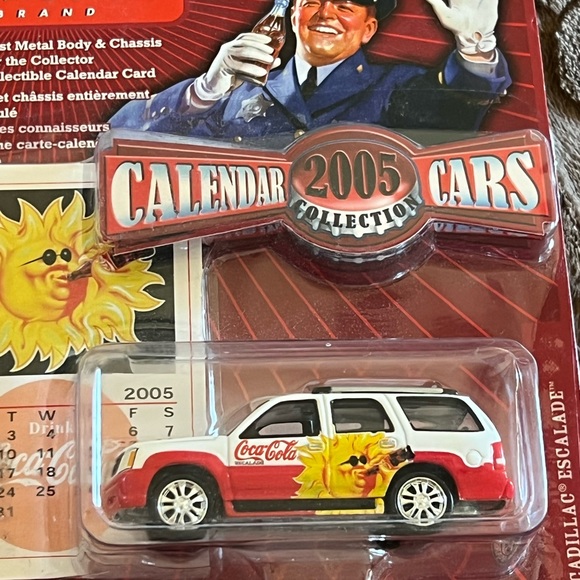 BRAND
st Metal Body & Chassis
r the Collector
llectible Calendar Card
et châssis entièrement
ulé
es connaisseurs
ne carte-calen
CALENDAR 2005 CARS
COLLECTION
2005
T W F S
3 4 6 7
10 11
17 18
24 25
31
Drink
Coca-Cola
Coca-Cola
ESCALADE
CADILLAC® ESCALADE™